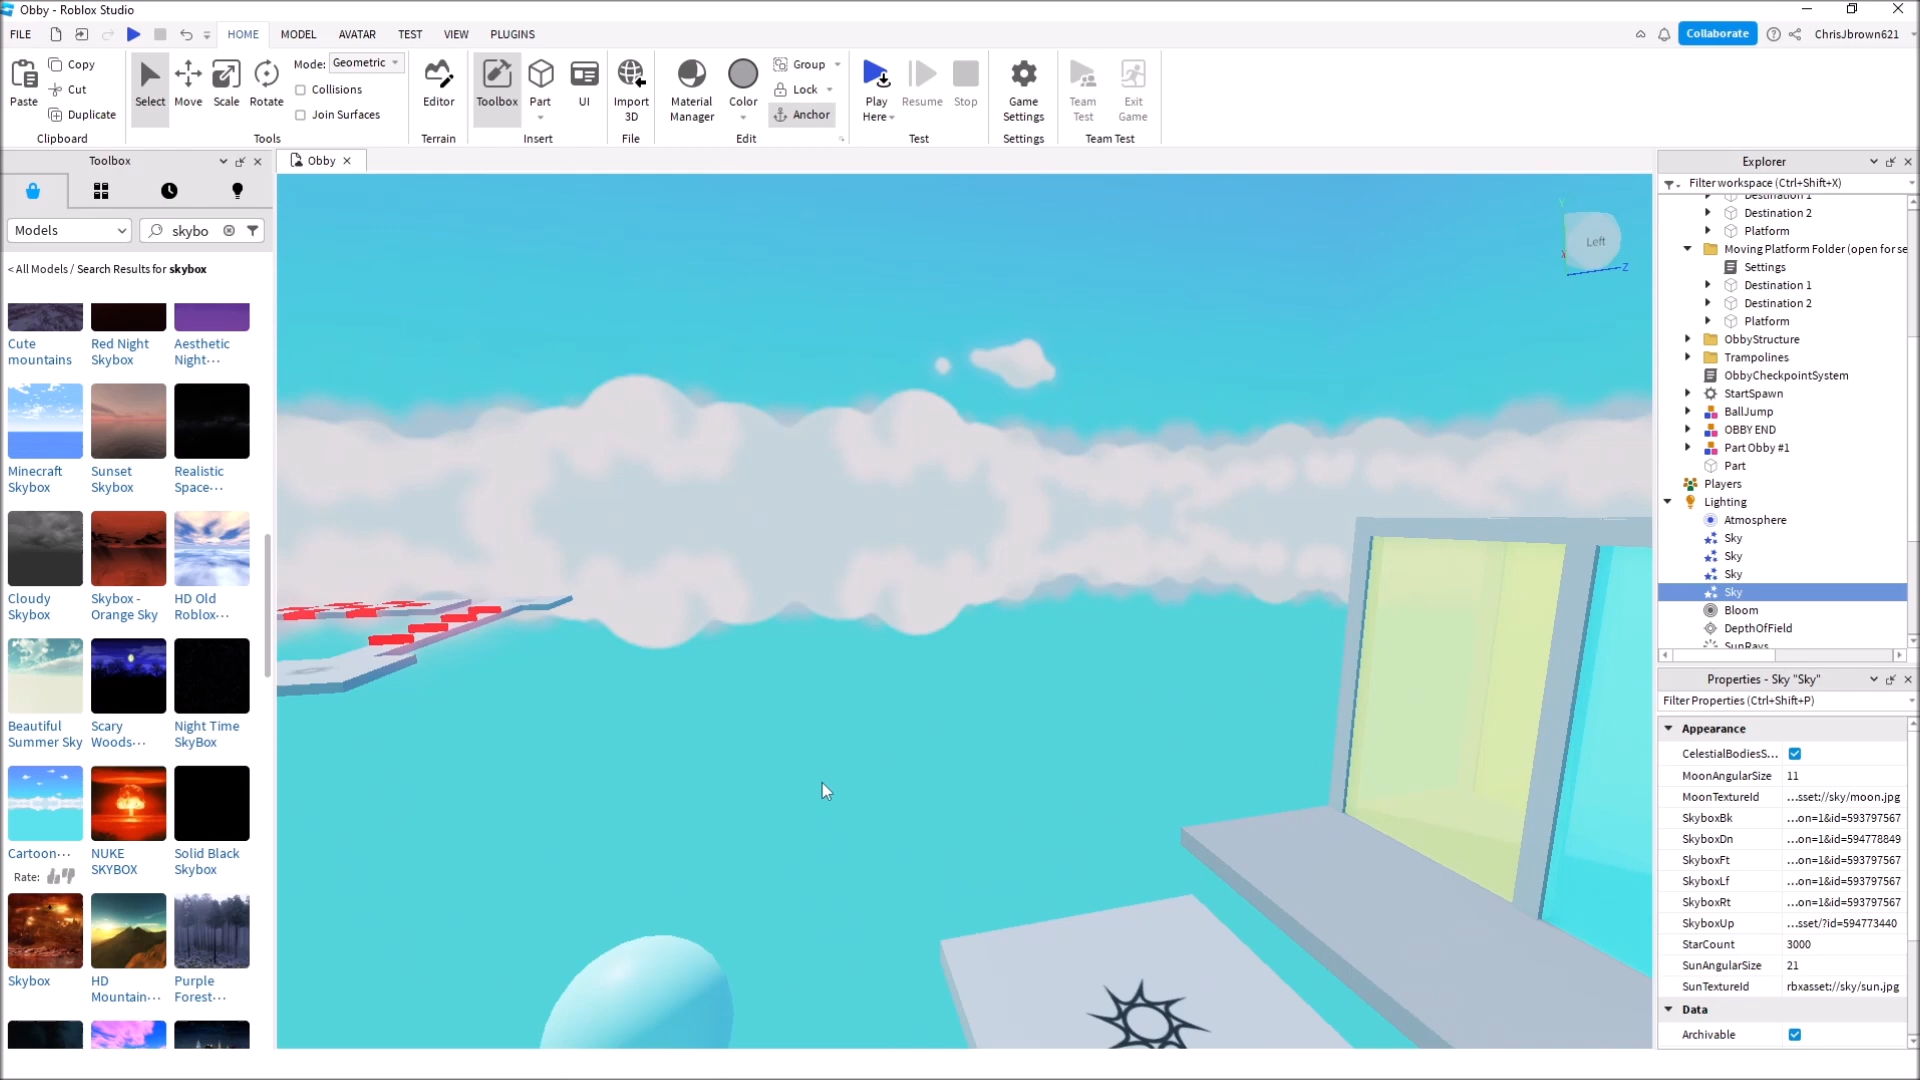 Obby - Roblox Studio
FILE
HOME
MODEL
AVATAR
TEST
VIEW
PLUGINS
Collaborate
ChrisJbrown621
Paste
Copy
Cut
Duplicate
Clipboard
Select
Move
Scale
Rotate
Mode:
Geometric
Collisions
Join Surfaces
Tools
Editor
Terrain
Toolbox
Part
UI
Insert
Import
3D
File
Material
Manager
Color
Group
Lock
Anchor
Edit
Play
Here
Resume
Stop
Test
Game
Settings
Settings
Team
Test
Exit
Game
Team Test
Toolbox
Models
skybo
< All Models / Search Results for skybox
Cute
mountains
Red Night
Skybox
Aesthetic
Night···
Minecraft
Skybox
Sunset
Skybox
Realistic
Space···
Cloudy
Skybox
Skybox -
Orange Sky
HD Old
Roblox···
Beautiful
Summer Sky
Scary
Woods···
Night Time
SkyBox
Cartoon···
Rate:
NUKE
SKYBOX
Solid Black
Skybox
Skybox
HD
Mountain···
Purple
Forest···
Obby
Left
Y
X
Z
Explorer
Filter workspace (Ctrl+Shift+X)
Destination 1
Destination 2
Platform
Moving Platform Folder (open for se
Settings
Destination 1
Destination 2
Platform
ObbyStructure
Trampolines
ObbyCheckpointSystem
StartSpawn
BallJump
OBBY END
Part Obby #1
Part
Players
Lighting
Atmosphere
Sky
Sky
Sky
Sky
Bloom
DepthOfField
SunRays
Properties - Sky "Sky"
Filter Properties (Ctrl+Shift+P)
Appearance
CelestialBodiesS...
MoonAngularSize 11
MoonTextureId ...sset://sky/moon.jpg
SkyboxBk ...on=1&id=593797567
SkyboxDn ...on=1&id=594778849
SkyboxFt ...on=1&id=593797567
SkyboxLf ...on=1&id=593797567
SkyboxRt ...on=1&id=593797567
SkyboxUp ...sset/?id=594773440
StarCount 3000
SunAngularSize 21
SunTextureId rbxasset://sky/sun.jpg
Data
Archivable